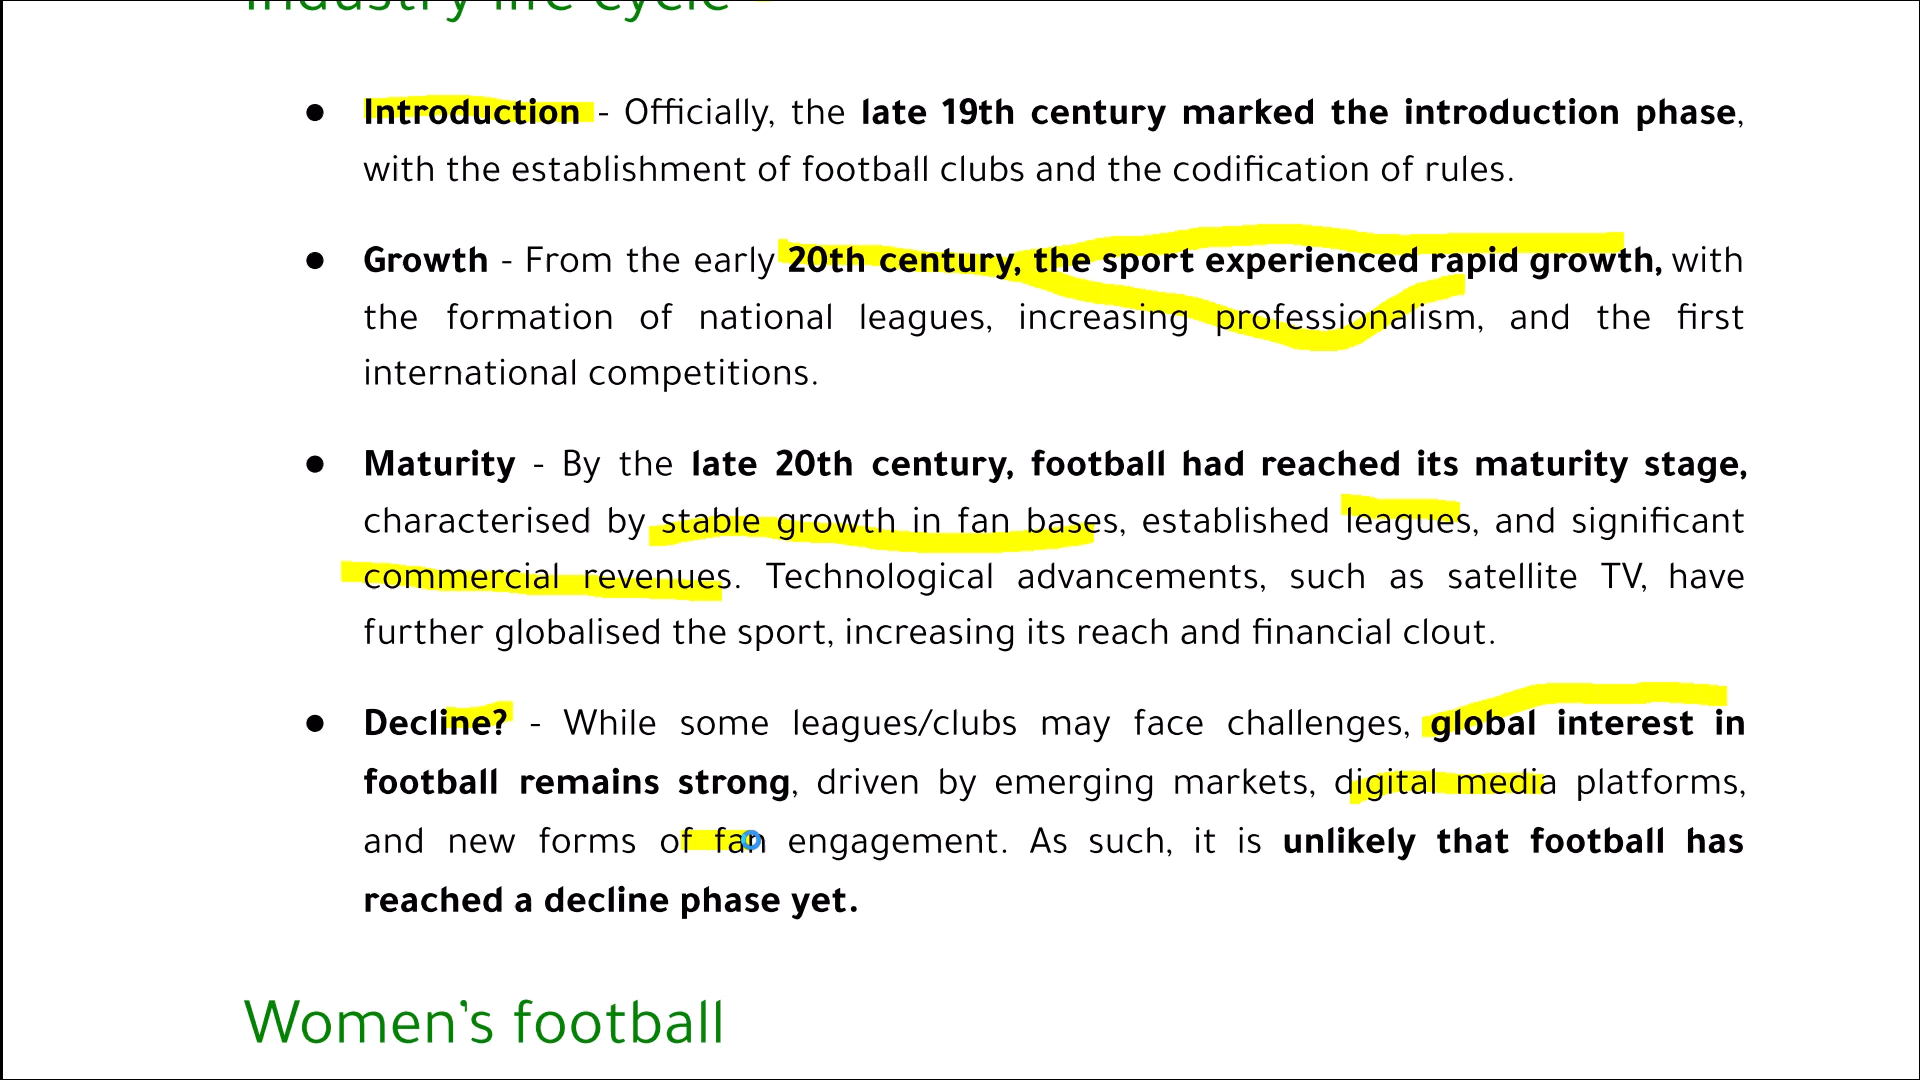 Industry life cycle
● Introduction - Officially, the late 19th century marked the introduction phase,
with the establishment of football clubs and the codification of rules.
● Growth - From the early 20th century, the sport experienced rapid growth, with
the formation of national leagues, increasing professionalism, and the first
international competitions.
● Maturity - By the late 20th century, football had reached its maturity stage,
characterised by stable growth in fan bases, established leagues, and significant
commercial revenues. Technological advancements, such as satellite TV, have
further globalised the sport, increasing its reach and financial clout.
● Decline? - While some leagues/clubs may face challenges, global interest in
football remains strong, driven by emerging markets, digital media platforms,
and new forms of fan engagement. As such, it is unlikely that football has
reached a decline phase yet.
Women's football